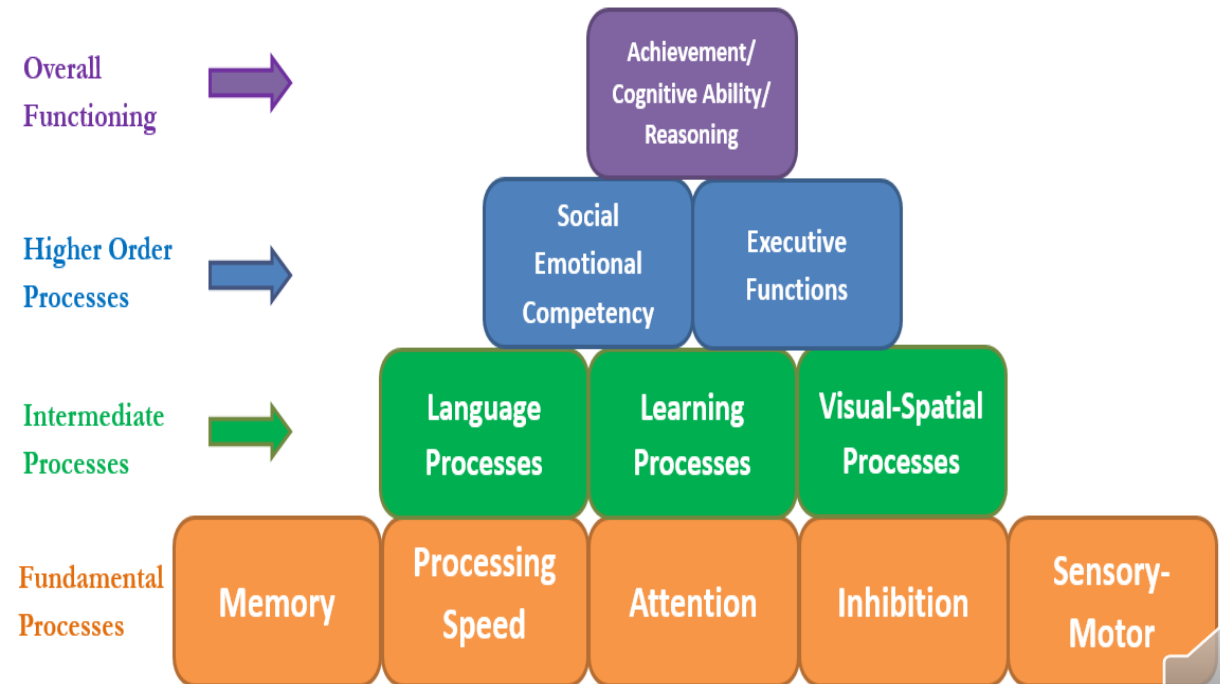 Overall
Functioning
Achievement/
Cognitive Ability/
Reasoning
Higher Order
Processes
Social
Emotional
Competency
Executive
Functions
Intermediate
Processes
Language
Processes
Learning
Processes
Visual-Spatial
Processes
Fundamental
Processes
Memory
Processing
Speed
Attention
Inhibition
Sensory-
Motor